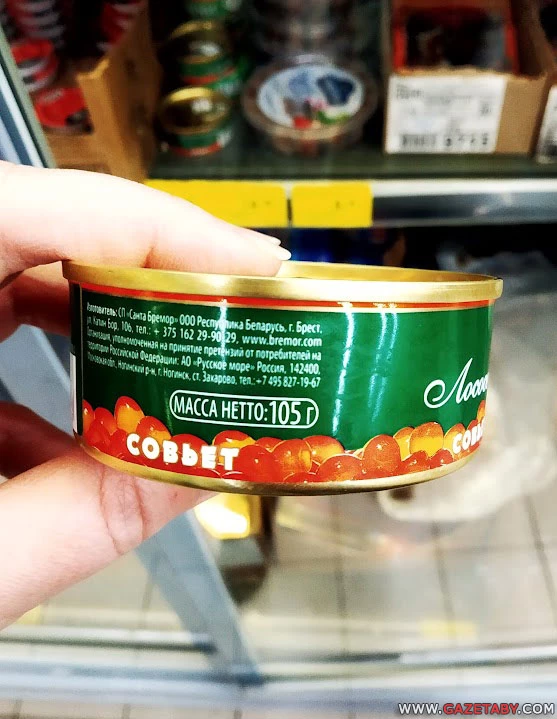 Изготовитель: СП «Санта Бремор» ООО Республика Беларусь, г. Брест,
ул. Катин Бор, 106. тел.: + 375 162 29-90-29, www.bremor.com
Организация, уполномоченная на принятие претензий от потребителей на
территории Российской Федерации: АО «Русское море» Россия, 142400,
Московская обл., Ногинский р-н, г. Ногинск, ст. Захарово, тел.: +7 495 827-19-67
МАССА НЕТТО: 105 г
Лосос
СОВЬЕТ
СОВЬ
WWW.GAZETABY.COM